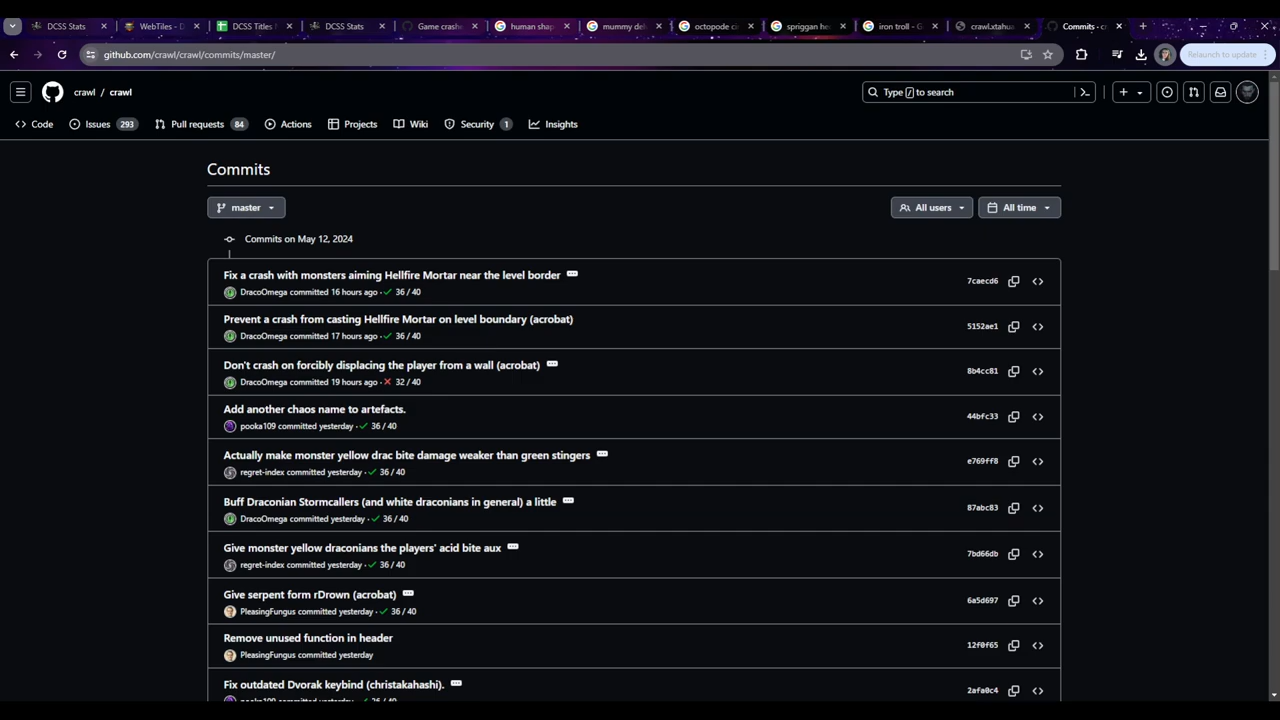 DCSS Stats
WebTiles - D
DCSS Titles
DCSS Stats
Game crashe
human shap
mummy de
octopode c
spriggan he
iron troll - G
crawl.xtahua
Commits - cr
github.com/crawl/crawl/commits/master/
Relaunch to update
crawl / crawl
Type / to search
Code
Issues 293
Pull requests 84
Actions
Projects
Wiki
Security 1
Insights
Commits
master
All users
All time
Commits on May 12, 2024
Fix a crash with monsters aiming Hellfire Mortar near the level border
DracoOmega committed 16 hours ago · 36 / 40
7caecd6
Prevent a crash from casting Hellfire Mortar on level boundary (acrobat)
DracoOmega committed 17 hours ago · 36 / 40
5152ae1
Don't crash on forcibly displacing the player from a wall (acrobat)
DracoOmega committed 19 hours ago · 32 / 40
8b4cc81
Add another chaos name to artefacts.
pooka109 committed yesterday · 36 / 40
44bfc33
Actually make monster yellow drac bite damage weaker than green stingers
regret-index committed yesterday · 36 / 40
e769ff8
Buff Draconian Stormcallers (and white draconians in general) a little
DracoOmega committed yesterday · 36 / 40
87abc83
Give monster yellow draconians the players' acid bite aux
regret-index committed yesterday · 36 / 40
7bd66db
Give serpent form rDrown (acrobat)
PleasingFungus committed yesterday · 36 / 40
6a5d697
Remove unused function in header
PleasingFungus committed yesterday
12f0f65
Fix outdated Dvorak keybind (christakahashi).
pooka109 committed yesterday · 36 / 40
2afa0c4